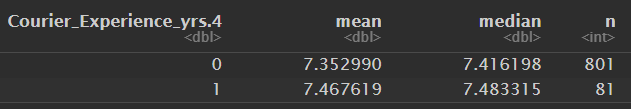 Courier_Experience_yrs.4 mean median n
<dbl> <dbl> <dbl> <int>
0 7.352990 7.416198 801
1 7.467619 7.483315 81